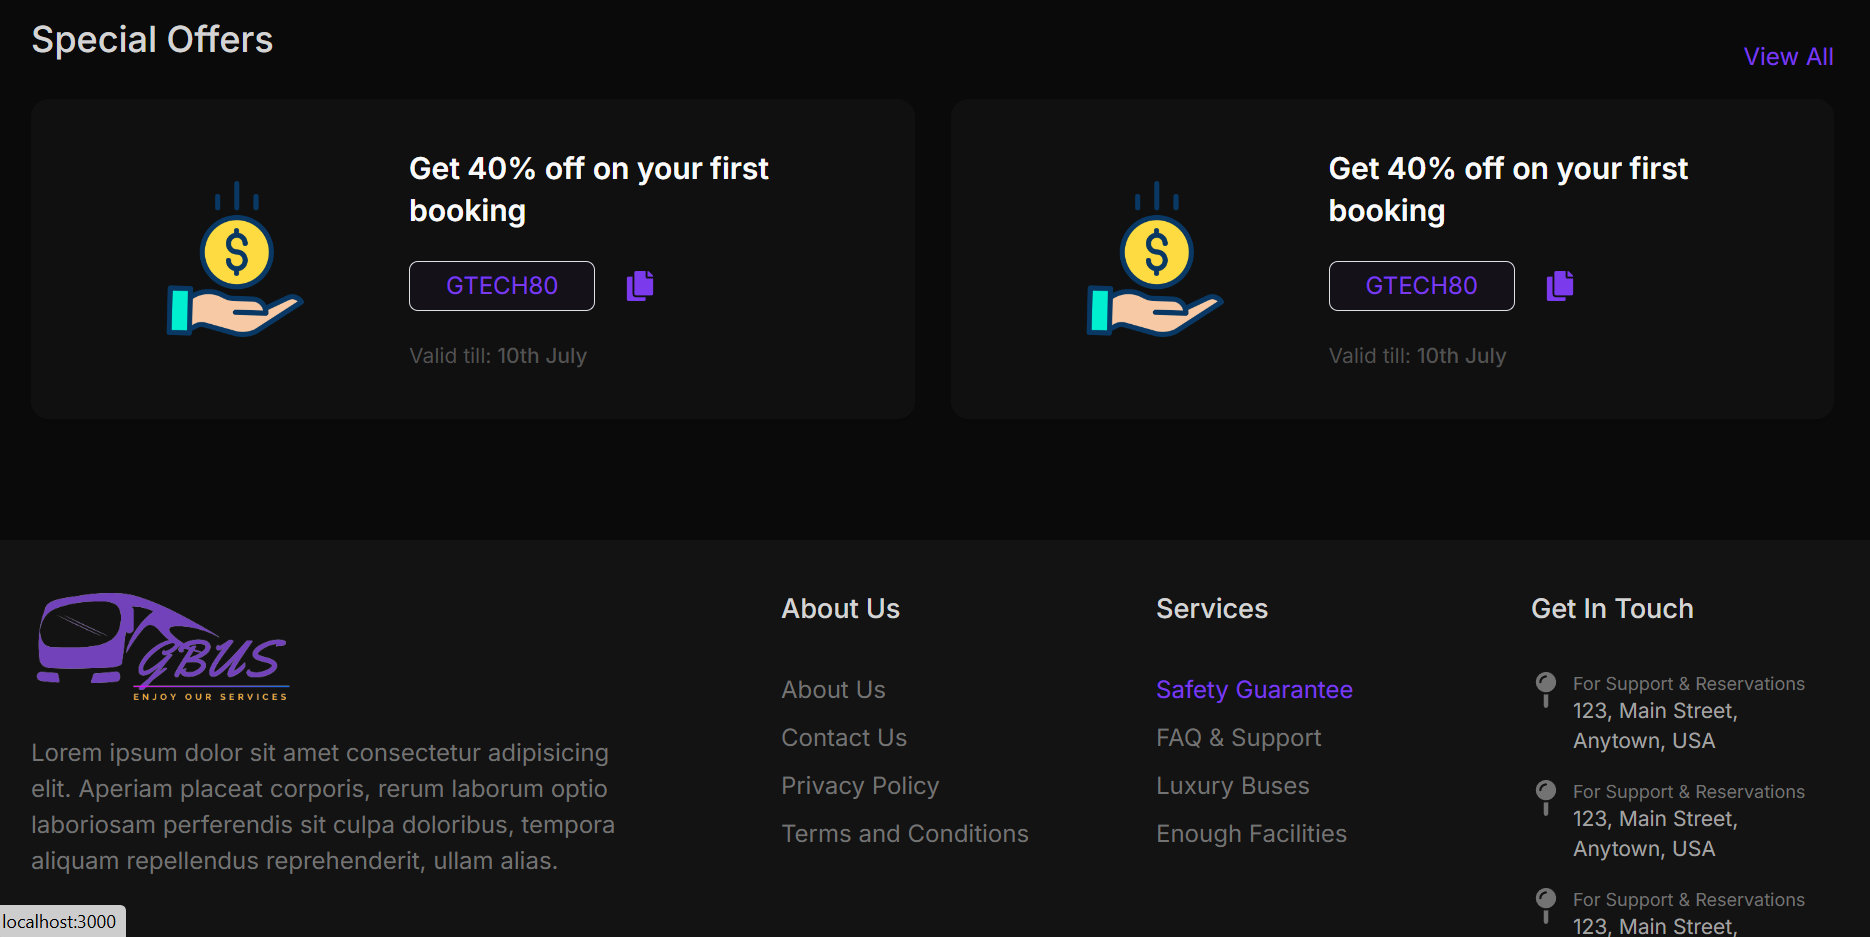 Special Offers
View All
Get 40% off on your first
booking
GTECH80
Valid till: 10th July
Get 40% off on your first
booking
GTECH80
Valid till: 10th July
GBUS
ENJOY OUR SERVICES
Lorem ipsum dolor sit amet consectetur adipisicing
elit. Aperiam placeat corporis, rerum laborum optio
laboriosam perferendis sit culpa doloribus, tempora
aliquam repellendus reprehenderit, ullam alias.
About Us
About Us
Contact Us
Privacy Policy
Terms and Conditions
Services
Safety Guarantee
FAQ & Support
Luxury Buses
Enough Facilities
Get In Touch
For Support & Reservations
123, Main Street,
Anytown, USA
For Support & Reservations
123, Main Street,
Anytown, USA
For Support & Reservations
123, Main Street,
localhost:3000